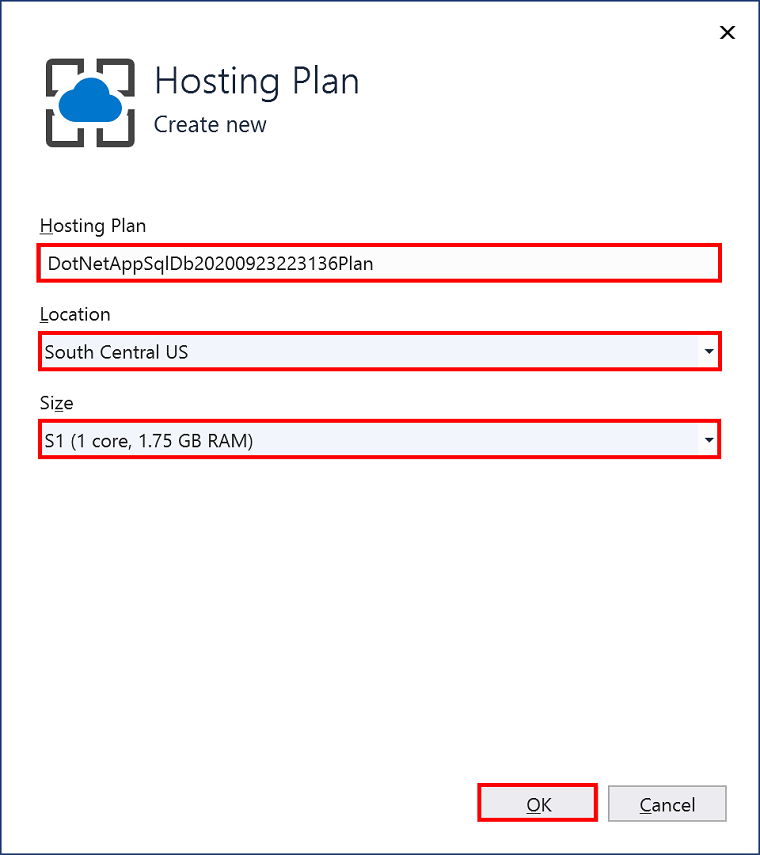 Hosting Plan
Create new
Hosting Plan
DotNetAppSqlDb20200923223136Plan
Location
South Central US
Size
S1 (1 core, 1.75 GB RAM)
OK
Cancel